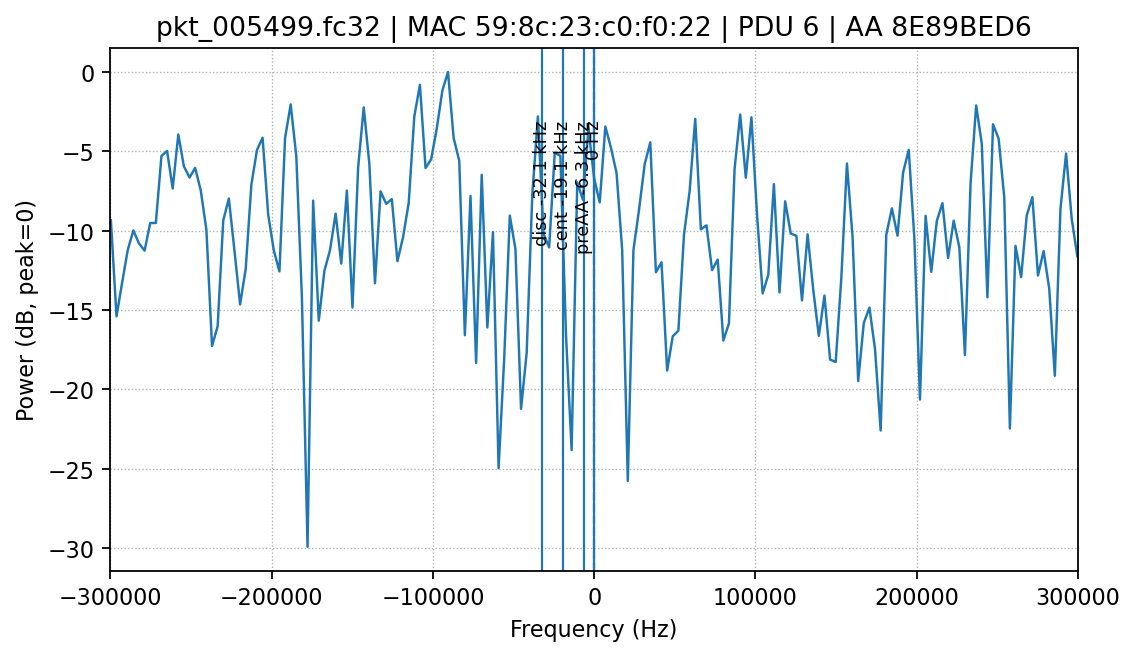 pkt_005499.fc32 | MAC 59:8c:23:c0:f0:22 | PDU 6 | AA 8E89BED6
Power (dB, peak=0)
0
−5
−10
−15
−20
−25
−30
disc -32.1 kHz
cent -19.1 kHz
preAA -6.3 kHz
0 Hz
−300000
−200000
−100000
0
100000
200000
300000
Frequency (Hz)